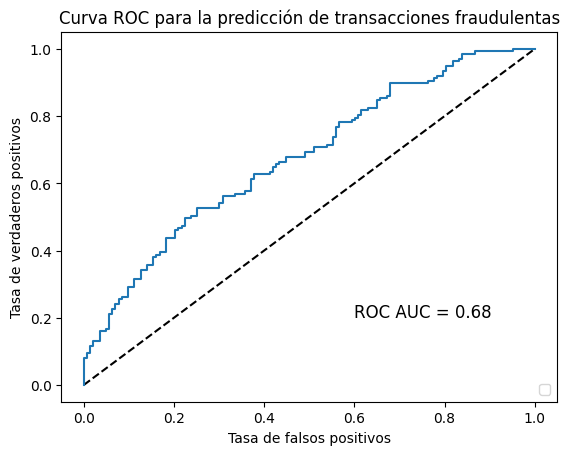 Curva ROC para la predicción de transacciones fraudulentas
1.0
0.8
0.6
0.4
0.2
0.0
Tasa de verdaderos positivos
ROC AUC = 0.68
0.0 0.2 0.4 0.6 0.8 1.0
Tasa de falsos positivos